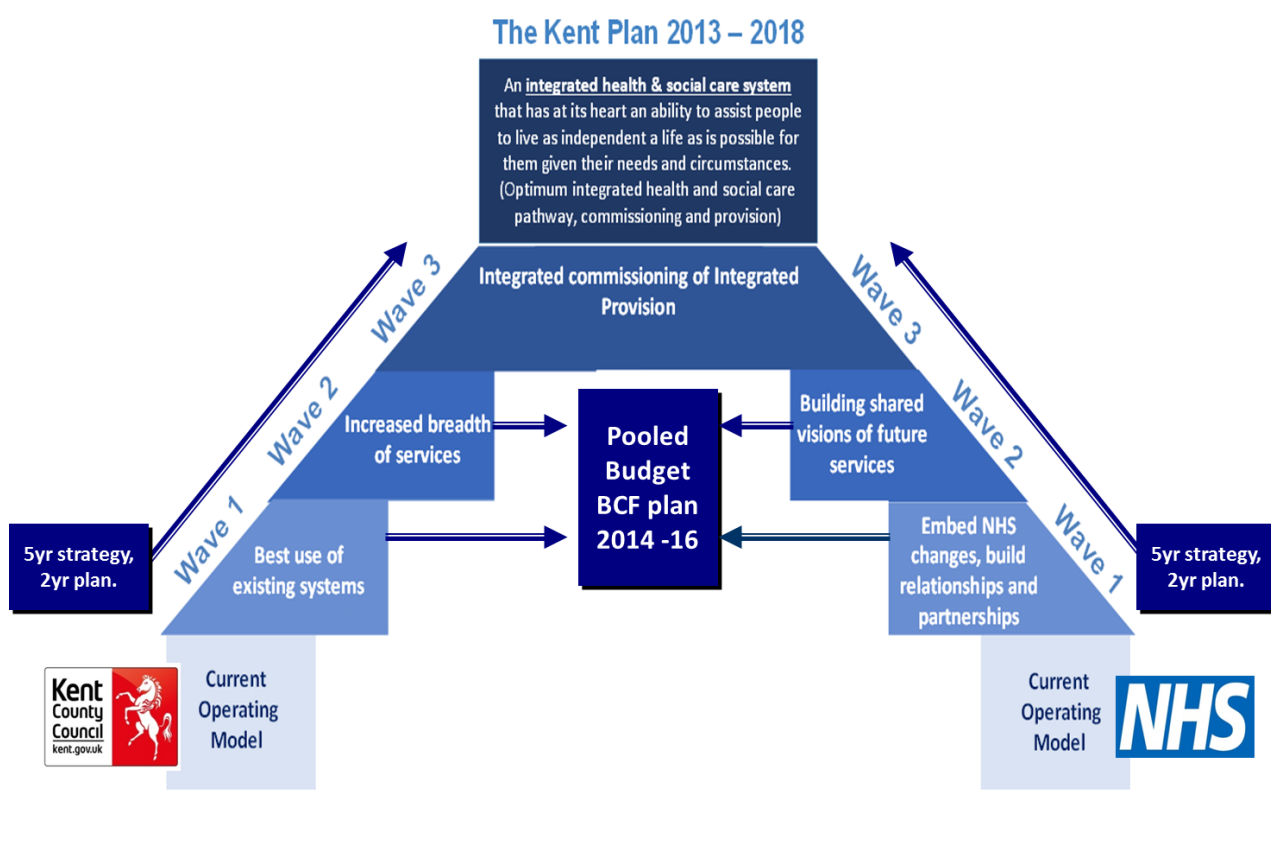 The Kent Plan 2013 – 2018
An integrated health & social care system
that has at its heart an ability to assist people
to live as independent a life as is possible for
them given their needs and circumstances.
(Optimum integrated health and social care
pathway, commissioning and provision)
Integrated commissioning of Integrated
Provision
Wave 3
Wave 2
Wave 1
Wave 3
Wave 2
Wave 1
Increased breadth
of services
Pooled
Budget
BCF plan
2014 -16
Building shared
visions of future
services
5yr strategy,
2yr plan.
Best use of
existing systems
Embed NHS
changes, build
relationships and
partnerships
5yr strategy,
2yr plan.
Kent
County
Council
kent.gov.uk
Current
Operating
Model
Current
Operating
Model
NHS